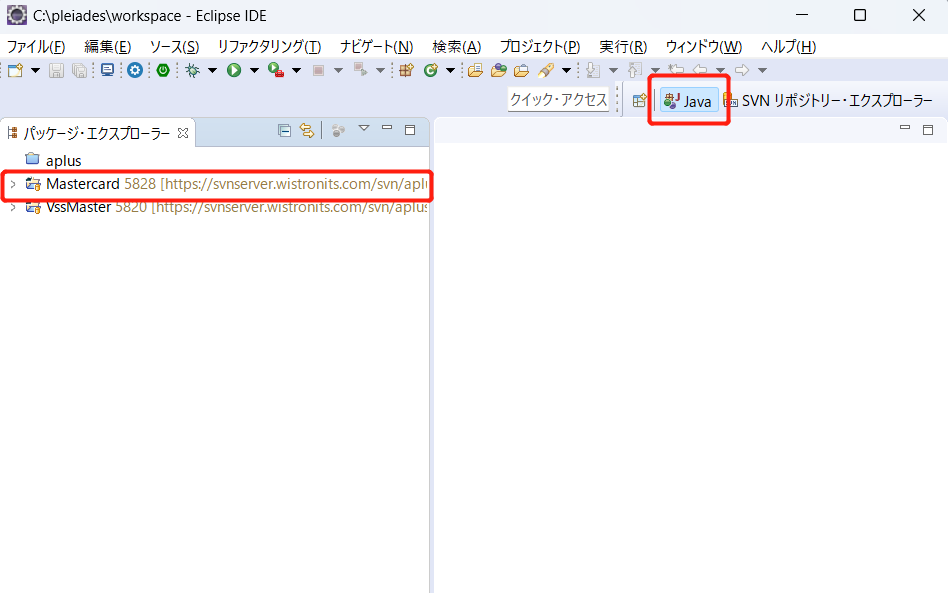 C:\pleiades\workspace - Eclipse IDE
ファイル(F) 編集(E) ソース(S) リファクタリング(T) ナビゲート(N) 検索(A) プロジェクト(P) 実行(R) ウィンドウ(W) ヘルプ(H)
クイック・アクセス Java SVN リポジトリー・エクスプローラー
パッケージ・エクスプローラー
aplus
Mastercard 5828 [https://svnserver.wistronits.com/svn/apl
VssMaster 5820 [https://svnserver.wistronits.com/svn/aplus